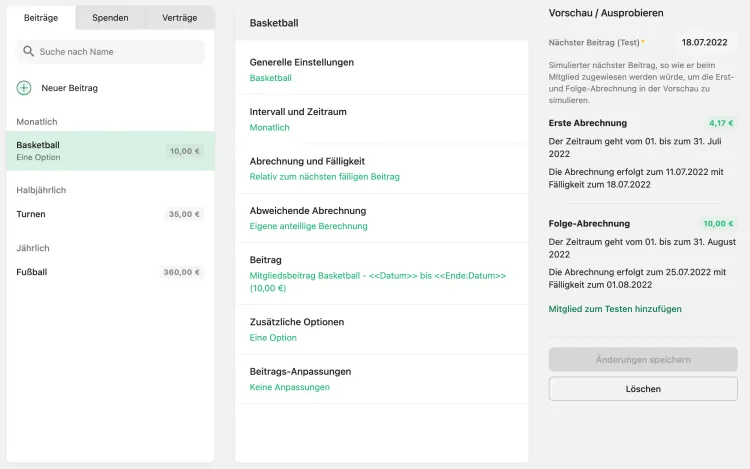 Beiträge
Spenden
Verträge
Suche nach Name
Neuer Beitrag
Monatlich
Basketball
Eine Option
10,00 €
Halbjährlich
Turnen
35,00 €
Jährlich
Fußball
360,00 €
Basketball
Generelle Einstellungen
Basketball
Intervall und Zeitraum
Monatlich
Abrechnung und Fälligkeit
Relativ zum nächsten fälligen Beitrag
Abweichende Abrechnung
Eigene anteillige Berechnung
Beitrag
Mitgliedsbeitrag Basketball - <<Datum>> bis <<Ende:Datum>>
(10,00 €)
Zusätzliche Optionen
Eine Option
Beitrags-Anpassungen
Keine Anpassungen
Vorschau / Ausprobieren
Nächster Beitrag (Test)*
18.07.2022
Simulierter nächster Beitrag, so wie er beim
Mitglied zugewiesen werden würde, um die Erst-
und Folge-Abrechnung in der Vorschau zu
simulieren.
Erste Abrechnung
4,17 €
Der Zeitraum geht vom 01. bis zum 31. Juli
2022
Die Abrechnung erfolgt zum 11.07.2022 mit
Fälligkeit zum 18.07.2022
Folge-Abrechnung
10,00 €
Der Zeitraum geht vom 01. bis zum 31. August
2022
Die Abrechnung erfolgt zum 25.07.2022 mit
Fälligkeit zum 01.08.2022
Mitglied zum Testen hinzufügen
Änderungen speichern
Löschen